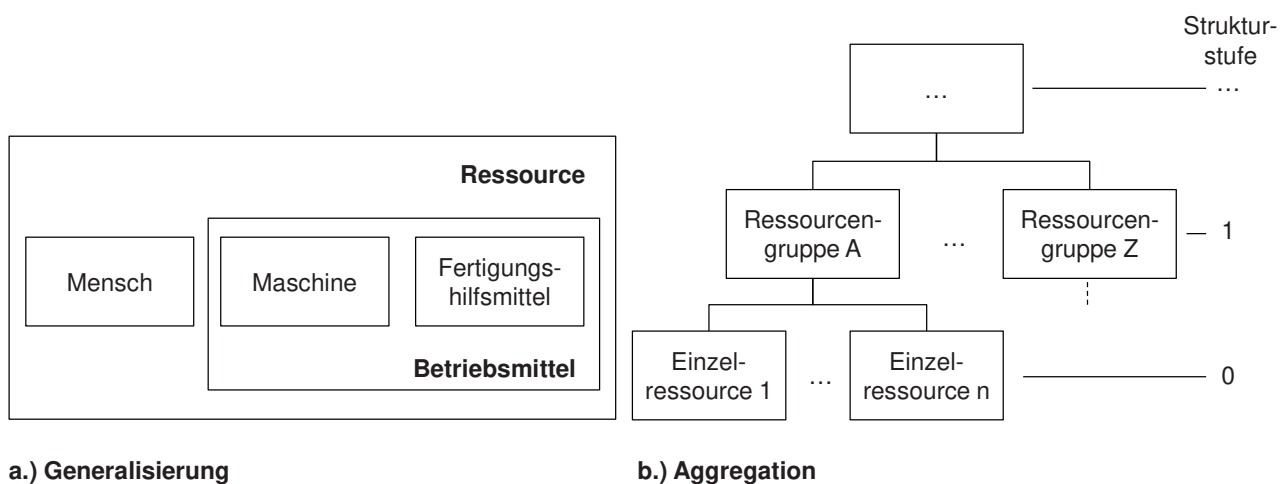 Ressource
Mensch
Maschine
Fertigungs-
hilfsmittel
Betriebsmittel
a.) Generalisierung
Struktur-
stufe
...
...
Ressourcen-
gruppe A
...
Ressourcen-
gruppe Z
1
Einzel-
ressource 1
...
Einzel-
ressource n
0
b.) Aggregation